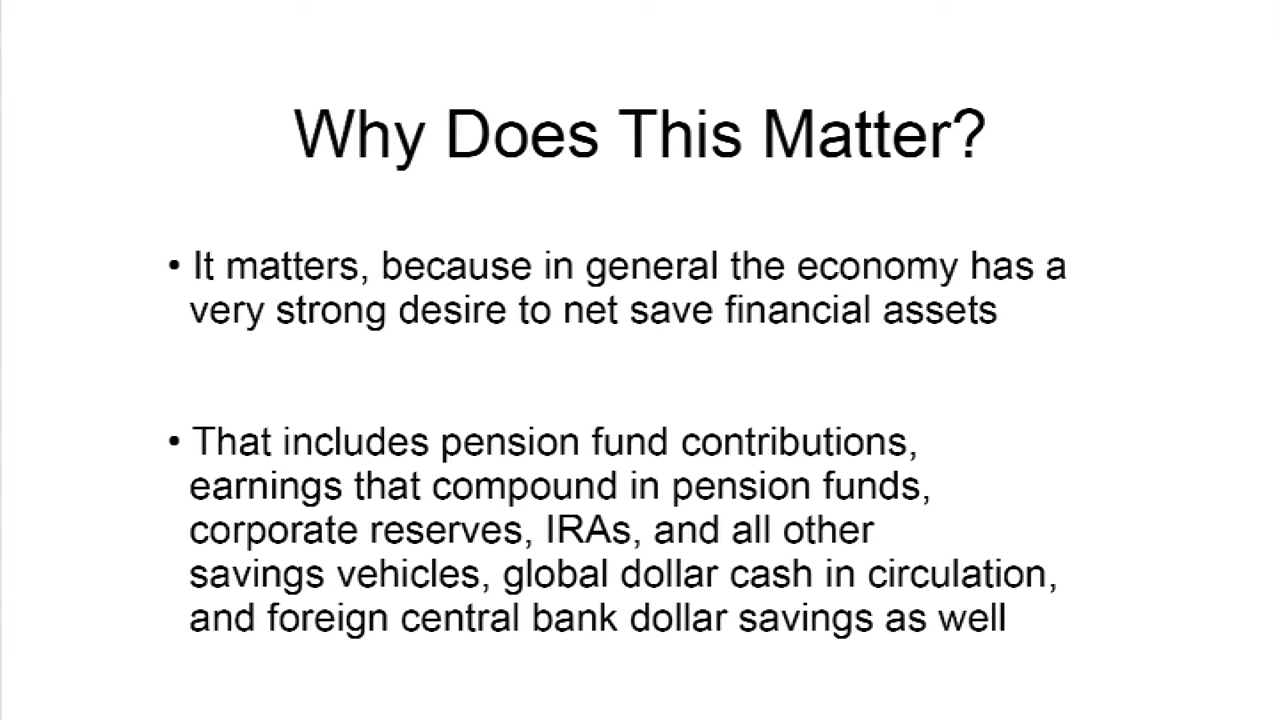 Why Does This Matter?
• It matters, because in general the economy has a
very strong desire to net save financial assets
• That includes pension fund contributions,
earnings that compound in pension funds,
corporate reserves, IRAs, and all other
savings vehicles, global dollar cash in circulation,
and foreign central bank dollar savings as well